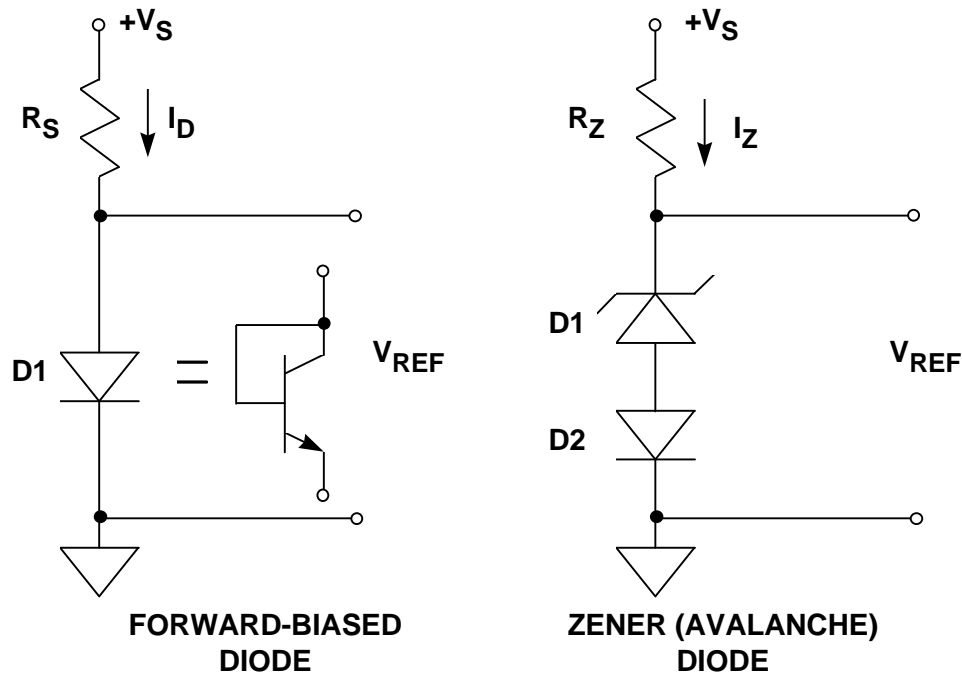 +VS
RS
ID
D1
=
VREF
FORWARD-BIASED
DIODE
+VS
RZ
IZ
D1
D2
VREF
ZENER (AVALANCHE)
DIODE